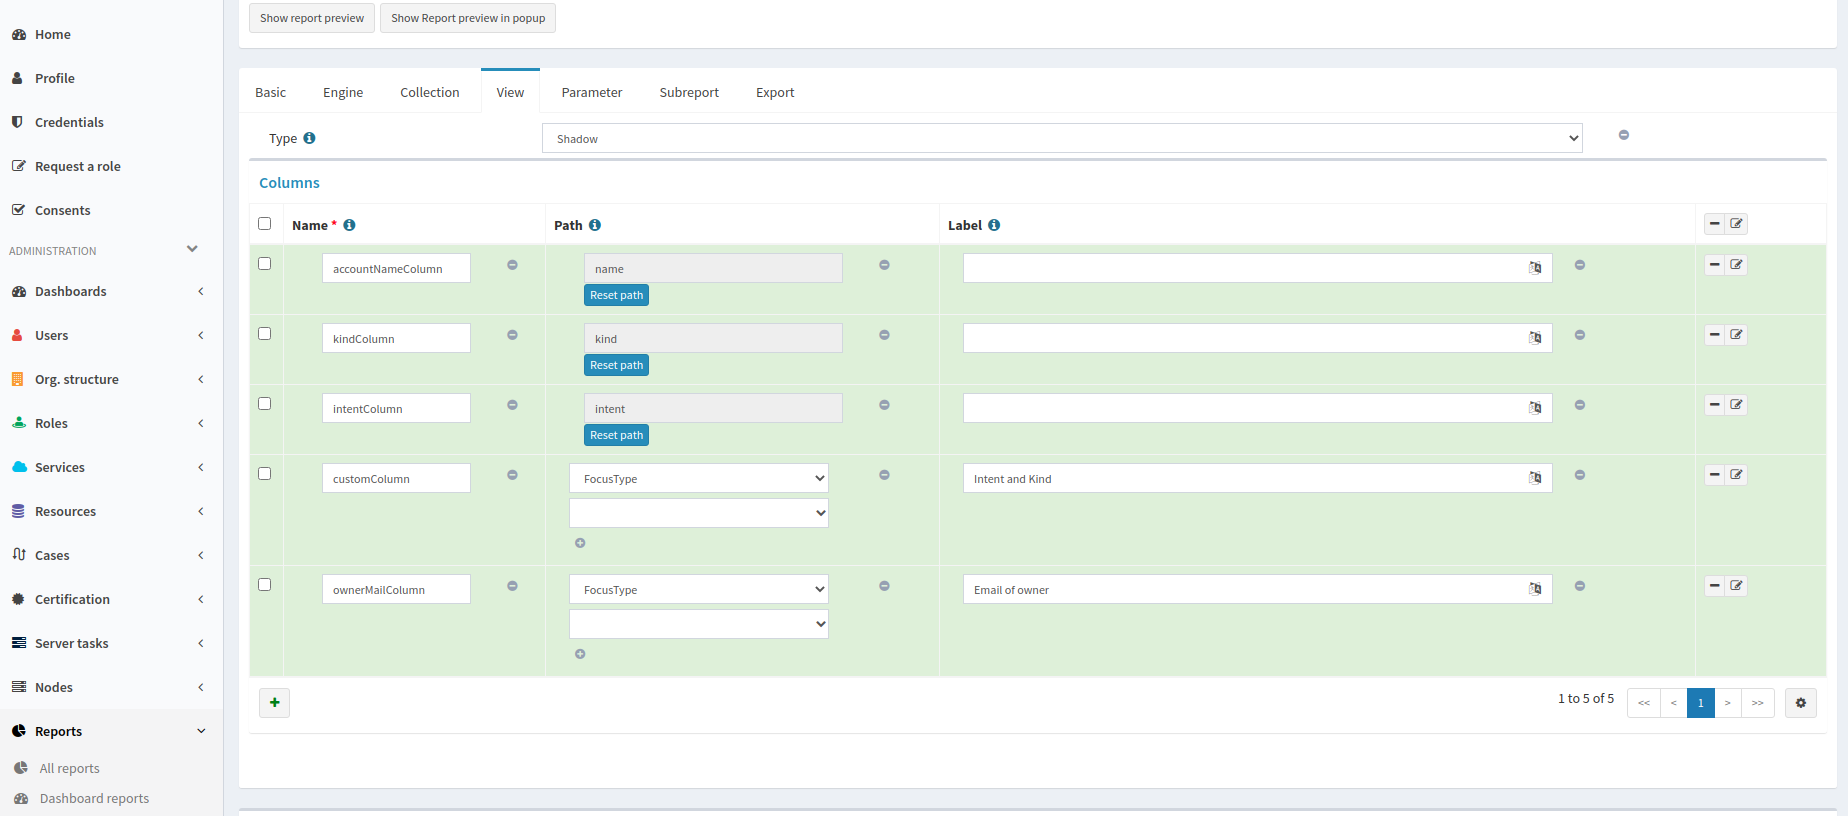 Show report preview
Show Report preview in popup
Home
Profile
Credentials
Request a role
Consents
ADMINISTRATION
Dashboards
Users
Org. structure
Roles
Services
Resources
Cases
Certification
Server tasks
Nodes
Reports
All reports
Dashboard reports
Basic
Engine
Collection
View
Parameter
Subreport
Export
Type
Shadow
Columns
Name *
Path
Label
accountNameColumn
name
Reset path
kindColumn
kind
Reset path
intentColumn
intent
Reset path
customColumn
FocusType
Intent and Kind
ownerMailColumn
FocusType
Email of owner
1 to 5 of 5
<<
<
1
>
>>